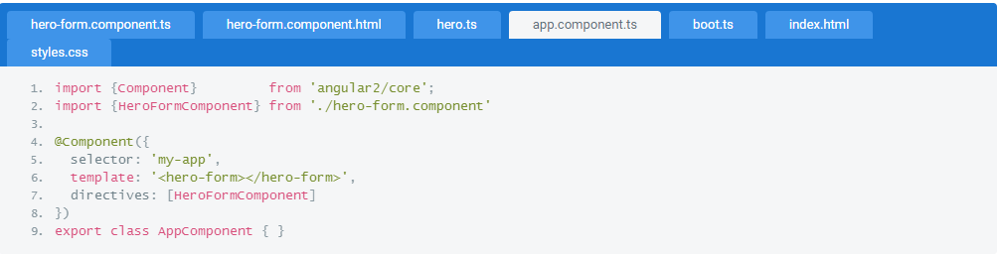 hero-form.component.ts hero-form.component.html hero.ts app.component.ts boot.ts index.html
styles.css
1. import {Component}         from 'angular2/core';
2. import {HeroFormComponent} from './hero-form.component'
3.
4. @Component({
5.   selector: 'my-app',
6.   template: '<hero-form></hero-form>',
7.   directives: [HeroFormComponent]
8. })
9. export class AppComponent { }